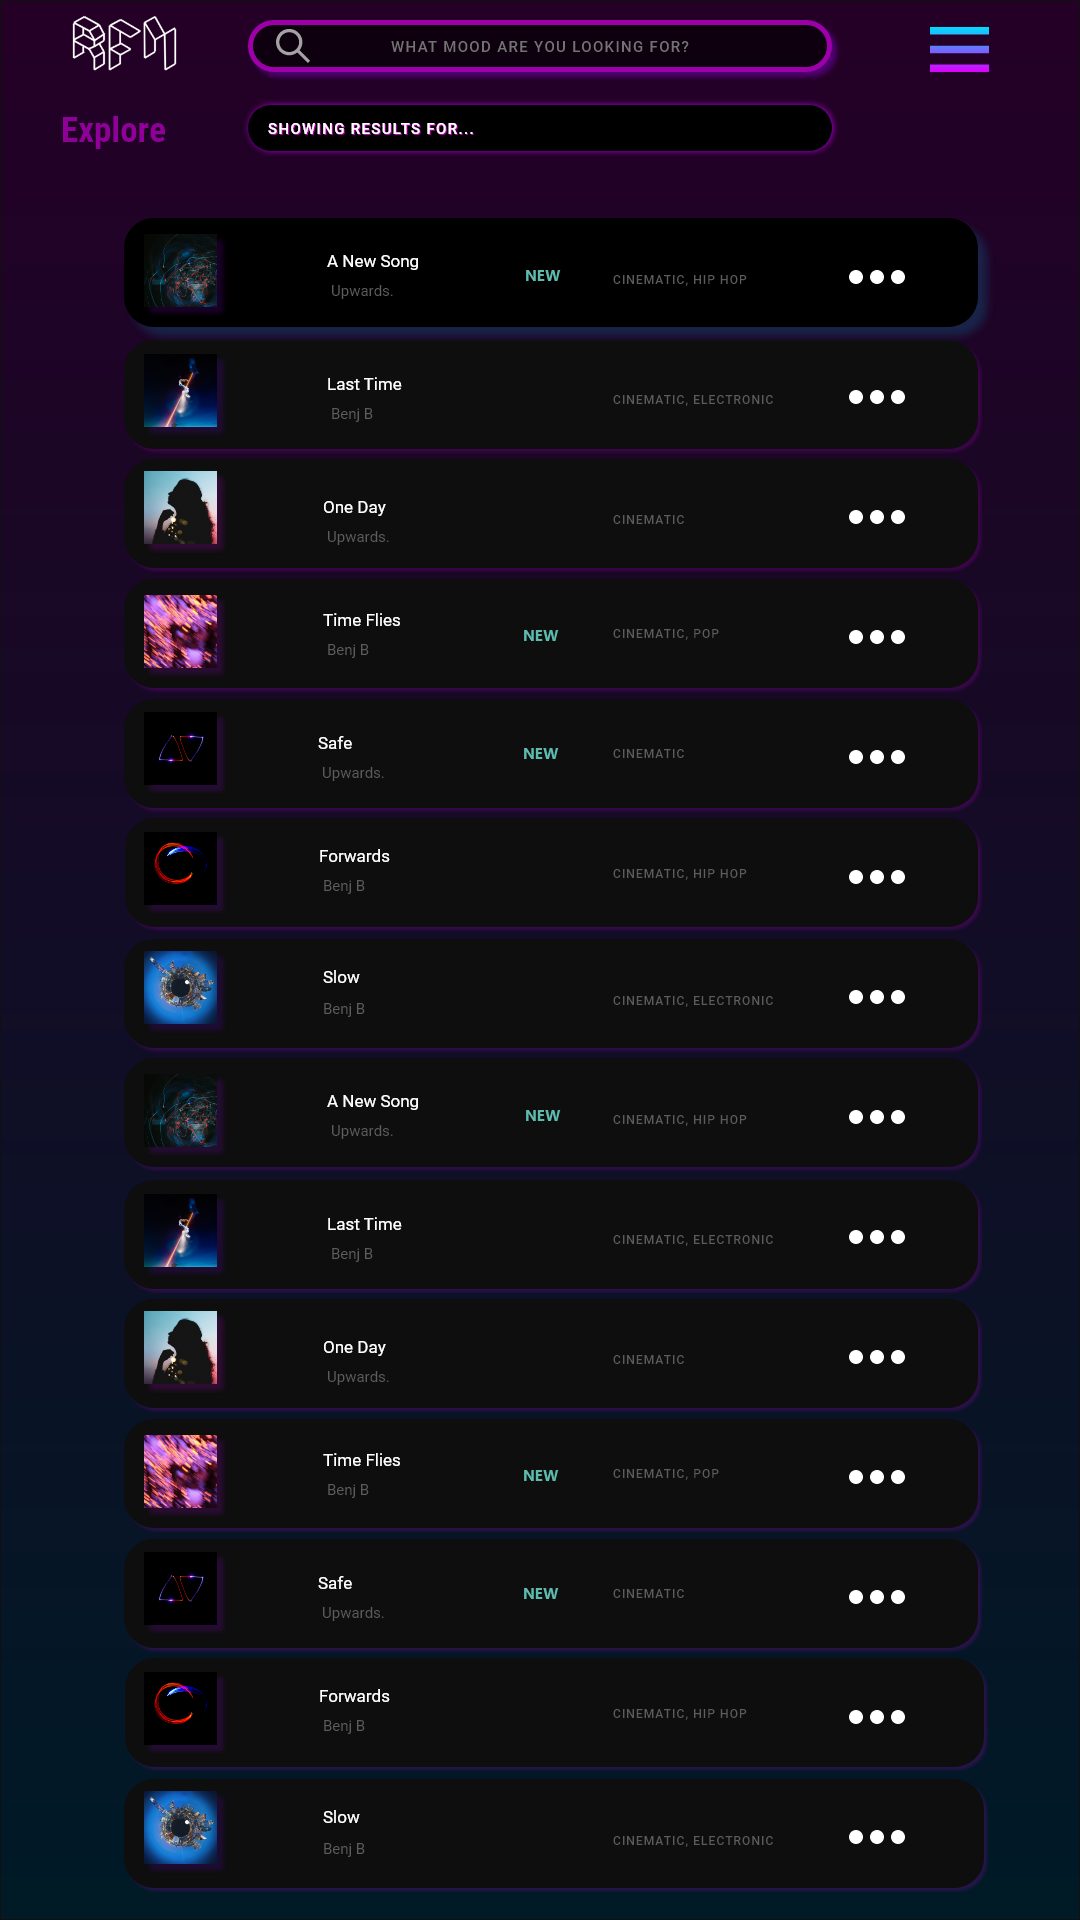 RFM
WHAT MOOD ARE YOU LOOKING FOR?
Explore
SHOWING RESULTS FOR...
A New Song
NEW
CINEMATIC, HIP HOP
Upwards.
Last Time
CINEMATIC, ELECTRONIC
Benj B
One Day
CINEMATIC
Upwards.
Time Flies
NEW
CINEMATIC, POP
Benj B
Safe
NEW
CINEMATIC
Upwards.
Forwards
CINEMATIC, HIP HOP
Benj B
Slow
CINEMATIC, ELECTRONIC
Benj B
A New Song
NEW
CINEMATIC, HIP HOP
Upwards.
Last Time
CINEMATIC, ELECTRONIC
Benj B
One Day
CINEMATIC
Upwards.
Time Flies
NEW
CINEMATIC, POP
Benj B
Safe
NEW
CINEMATIC
Upwards.
Forwards
CINEMATIC, HIP HOP
Benj B
Slow
CINEMATIC, ELECTRONIC
Benj B